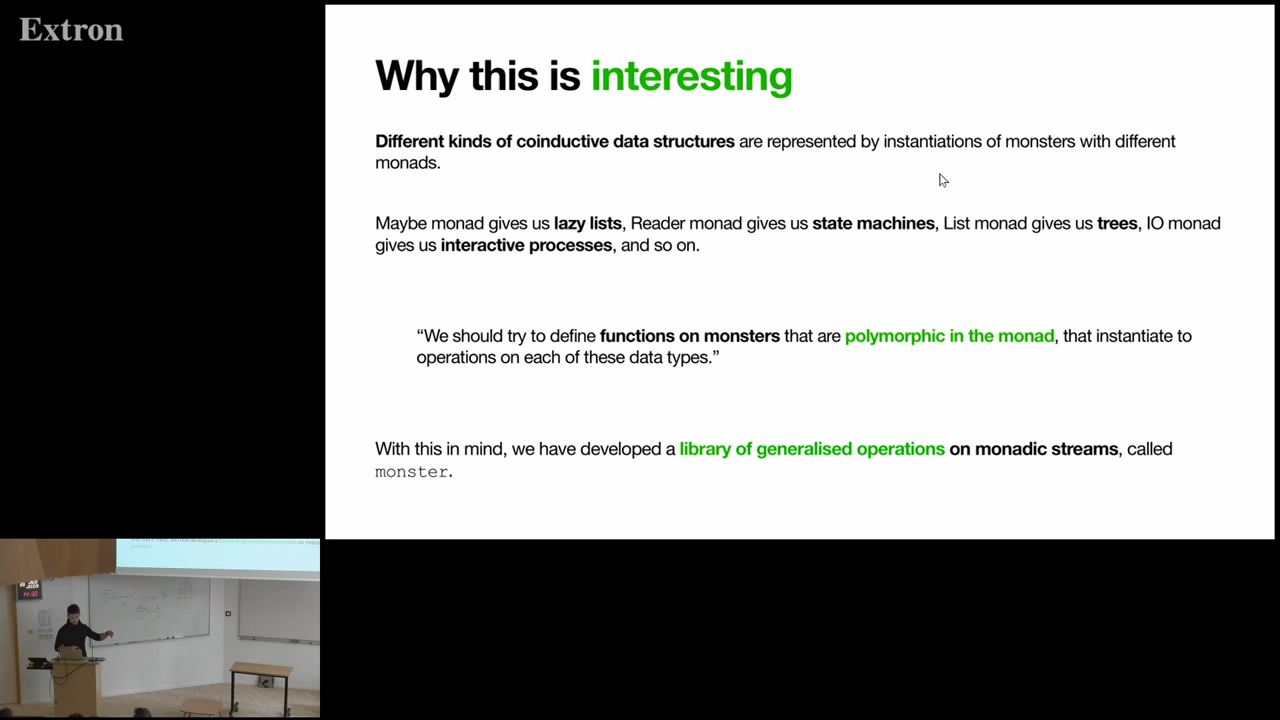 Extron
Why this is interesting
Different kinds of coinductive data structures are represented by instantiations of monsters with different
monads.
Maybe monad gives us lazy lists, Reader monad gives us state machines, List monad gives us trees, IO monad
gives us interactive processes, and so on.
“We should try to define functions on monsters that are polymorphic in the monad, that instantiate to
operations on each of these data types.”
With this in mind, we have developed a library of generalised operations on monadic streams, called
monster.